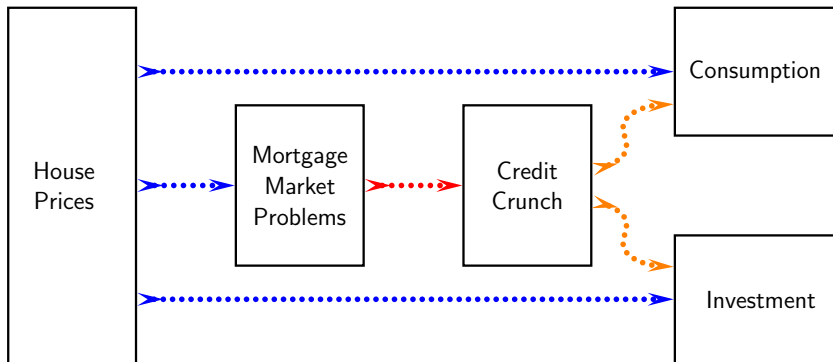 House
Prices
Mortgage
Market
Problems
Credit
Crunch
Consumption
Investment